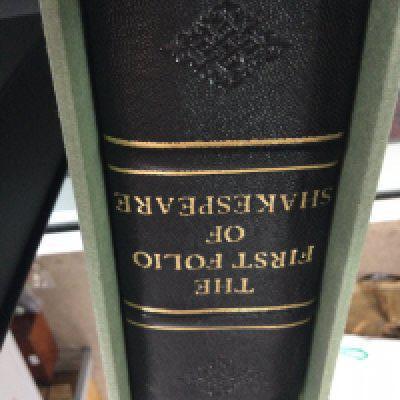 THE
FIRST FOLIO
OF
SHAKESPEARE